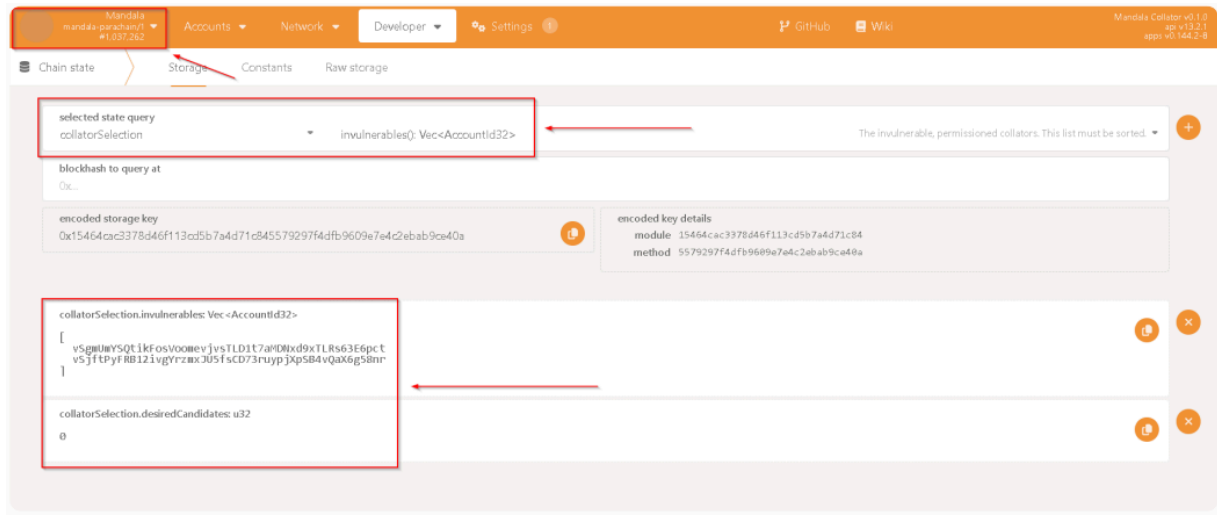 Mandala
mandala-parachain/1
#1,037,262
Accounts
Network
Developer
Settings
1
GitHub
Wiki
Mandala Collator v0.1.0
api v13.2.1
apps v0.144.2-8
Chain state
Storage
Constants
Raw storage
selected state query
collatorSelection
invulnerables(): Vec<AccountId32>
The invulnerable, permissioned collators. This list must be sorted.
blockhash to query at
0x...
encoded storage key
0x15464cac3378d46f113cd5b7a4d71c845579297f4dfb9609e7e4c2ebab9ce40a
encoded key details
module 15464cac3378d46f113cd5b7a4d71c84
method 5579297f4dfb9609e7e4c2ebab9ce40a
collatorSelection.invulnerables: Vec<AccountId32>
[
vSgmUmYSQtikFosVoomevjvsTLD1t7aMDNxd9xTLRs63E6pct
vSjftPyFRB12ivgYrzmxJU5fsCD73ruypjXpSB4vQaX6g58nr
]
collatorSelection.desiredCandidates: u32
0